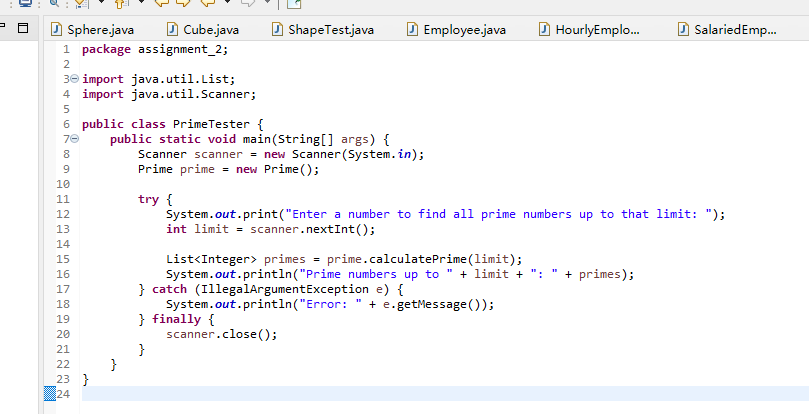 Sphere.java Cube.java ShapeTest.java Employee.java HourlyEmplo... SalariedEmp...
1 package assignment_2;
2
3 import java.util.List;
4 import java.util.Scanner;
5
6 public class PrimeTester {
7     public static void main(String[] args) {
8         Scanner scanner = new Scanner(System.in);
9         Prime prime = new Prime();
10
11         try {
12             System.out.print("Enter a number to find all prime numbers up to that limit: ");
13             int limit = scanner.nextInt();
14
15             List<Integer> primes = prime.calculatePrime(limit);
16             System.out.println("Prime numbers up to " + limit + ": " + primes);
17         } catch (IllegalArgumentException e) {
18             System.out.println("Error: " + e.getMessage());
19         } finally {
20             scanner.close();
21         }
22     }
23 }
24